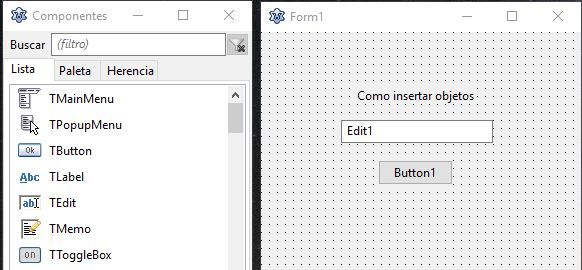 Componentes
Buscar (filtro)
Lista Paleta Herencia
TMainMenu
TPopupMenu
Ok TButton
Abc TLabel
ab TEdit
TMemo
on TToggleBox
Form1
Como insertar objetos
Edit1
Button1